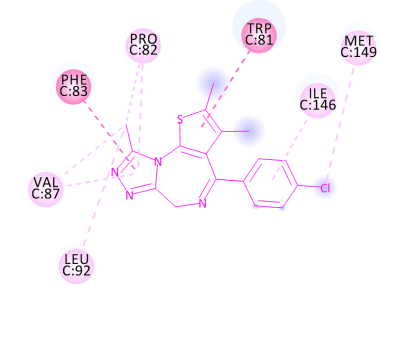 TRP
C:81
PRO
C:82
MET
C:149
PHE
C:83
ILE
C:146
S
N
N
N
N
Cl
VAL
C:87
LEU
C:92